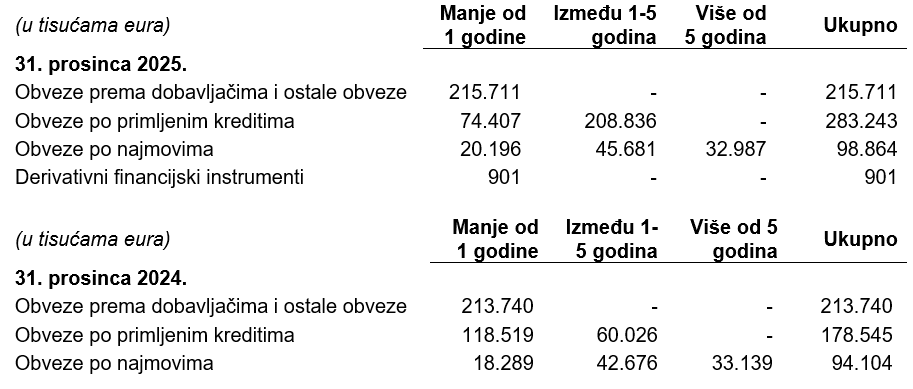 (u tisućama eura) Manje od 1 godine Između 1-5 godina Više od 5 godina Ukupno
31. prosinca 2025.
Obveze prema dobavljačima i ostale obveze 215.711 - - 215.711
Obveze po primljenim kreditima 74.407 208.836 - 283.243
Obveze po najmovima 20.196 45.681 32.987 98.864
Derivativni financijski instrumenti 901 - - 901
(u tisućama eura) Manje od 1 godine Između 1-5 godina Više od 5 godina Ukupno
31. prosinca 2024.
Obveze prema dobavljačima i ostale obveze 213.740 - - 213.740
Obveze po primljenim kreditima 118.519 60.026 - 178.545
Obveze po najmovima 18.289 42.676 33.139 94.104